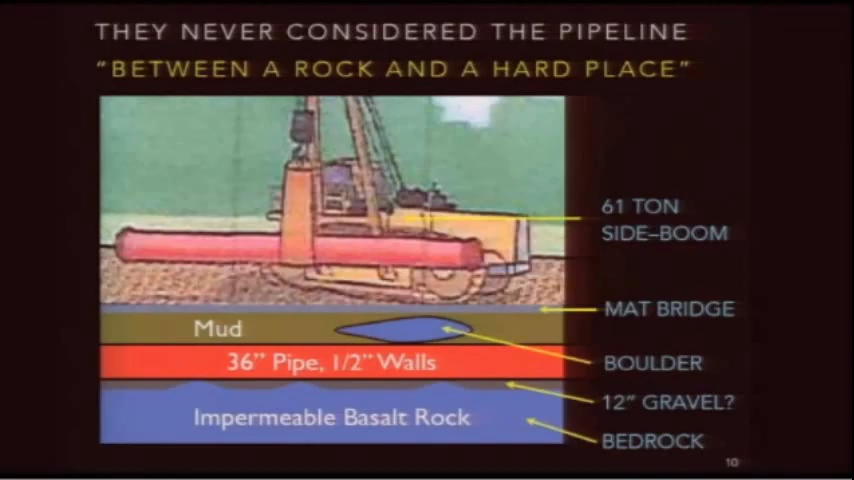 THEY NEVER CONSIDERED THE PIPELINE
“BETWEEN A ROCK AND A HARD PLACE”
61 TON
SIDE–BOOM
MAT BRIDGE
Mud
BOULDER
36” Pipe, 1/2” Walls
12” GRAVEL?
Impermeable Basalt Rock
BEDROCK
10